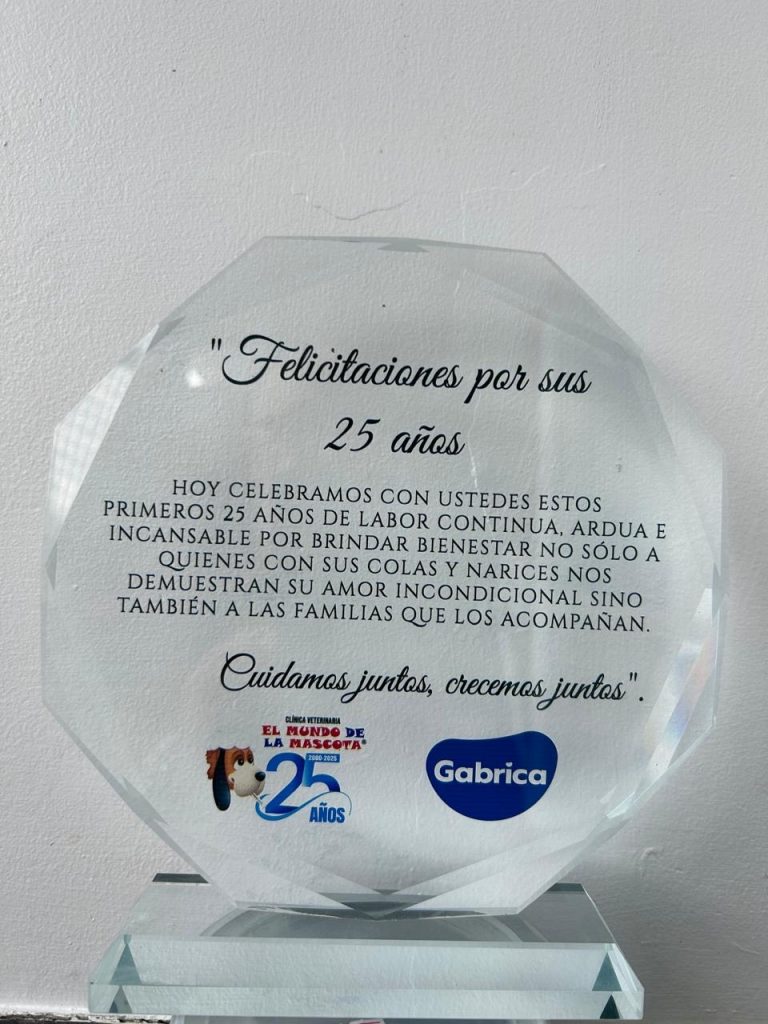 "Felicitaciones por sus
25 años
HOY CELEBRAMOS CON USTEDES ESTOS
PRIMEROS 25 AÑOS DE LABOR CONTINUA, ARDUA E
INCANSABLE POR BRINDAR BIENESTAR NO SÓLO A
QUIENES CON SUS COLAS Y NARICES NOS
DEMUESTRAN SU AMOR INCONDICIONAL SINO
TAMBIÉN A LAS FAMILIAS QUE LOS ACOMPAÑAN.
Cuidamos juntos, crecemos juntos".
CLÍNICA VETERINARIA
EL MUNDO DE
LA MASCOTA®
2000-2025
25
AÑOS
Gabrica